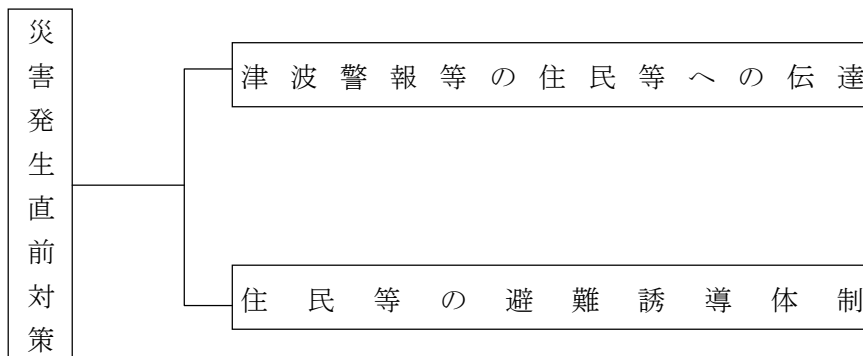 災害発生直前対策
津波警報等の住民等への伝達
住民等の避難誘導体制